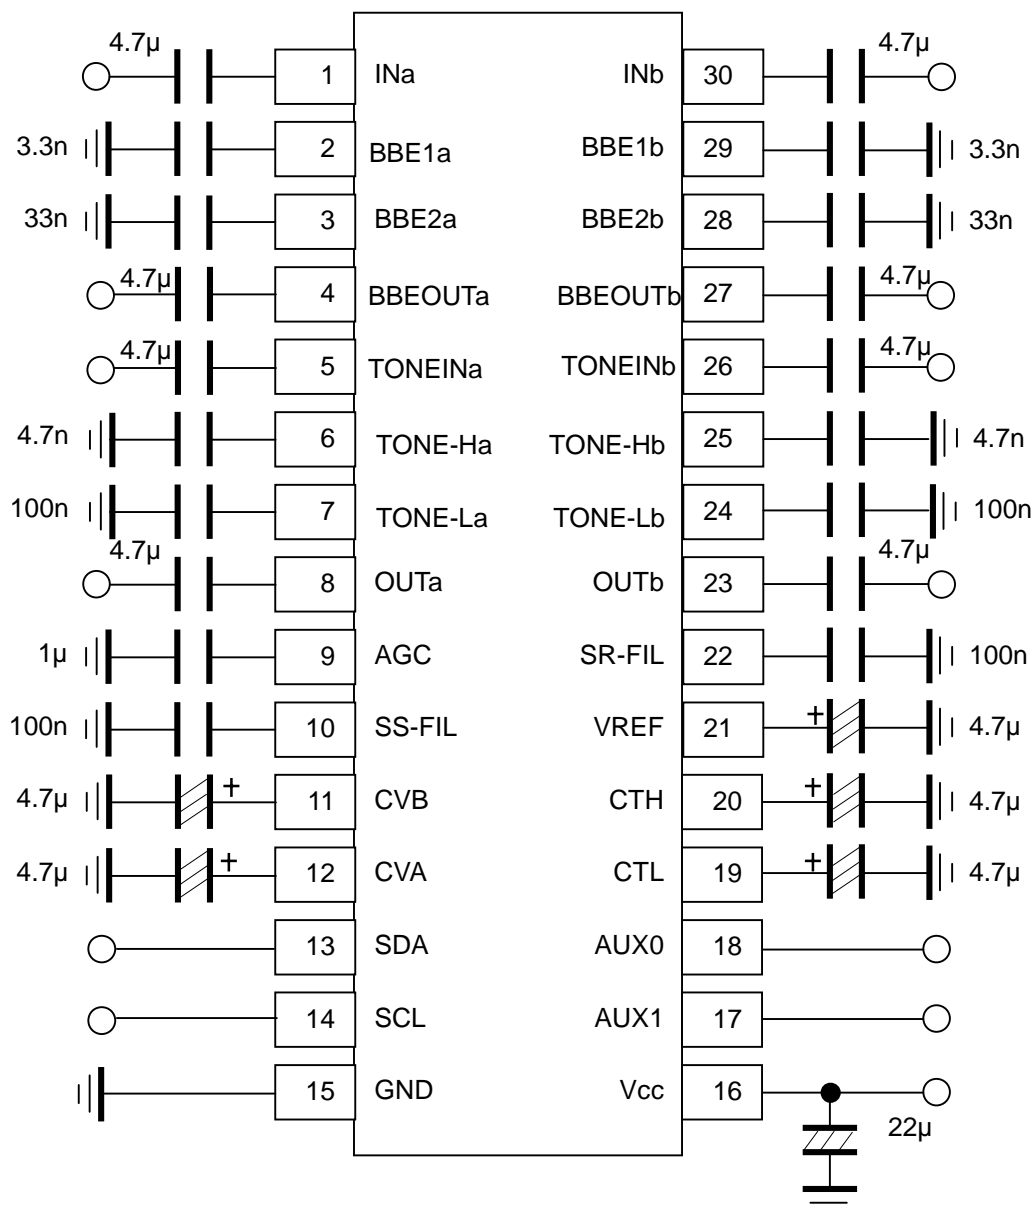 4.7μ 1 INa INb 30 4.7μ
3.3n 2 BBE1a BBE1b 29 3.3n
33n 3 BBE2a BBE2b 28 33n
4.7μ 4 BBEOUTa BBEOUTb 27 4.7μ
4.7μ 5 TONEINa TONEINb 26 4.7μ
4.7n 6 TONE-Ha TONE-Hb 25 4.7n
100n 7 TONE-La TONE-Lb 24 100n
4.7μ 8 OUTa OUTb 23 4.7μ
1μ 9 AGC SR-FIL 22 100n
100n 10 SS-FIL VREF 21 + 4.7μ
4.7μ + 11 CVB CTH 20 + 4.7μ
4.7μ + 12 CVA CTL 19 + 4.7μ
13 SDA AUX0 18
14 SCL AUX1 17
15 GND Vcc 16
22μ